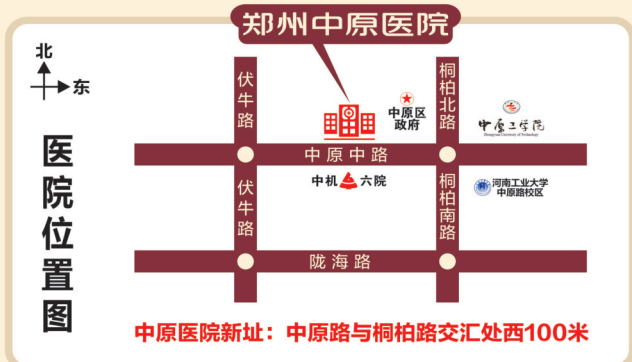 郑州中原医院
北
东
医院位置图
伏牛路
桐柏北路
中原区
政府
中原工学院
Zhongyuan University of Technology
中原中路
中机六院
伏牛路
桐柏南路
河南工业大学
中原路校区
陇海路
中原医院新址：中原路与桐柏路交汇处西100米